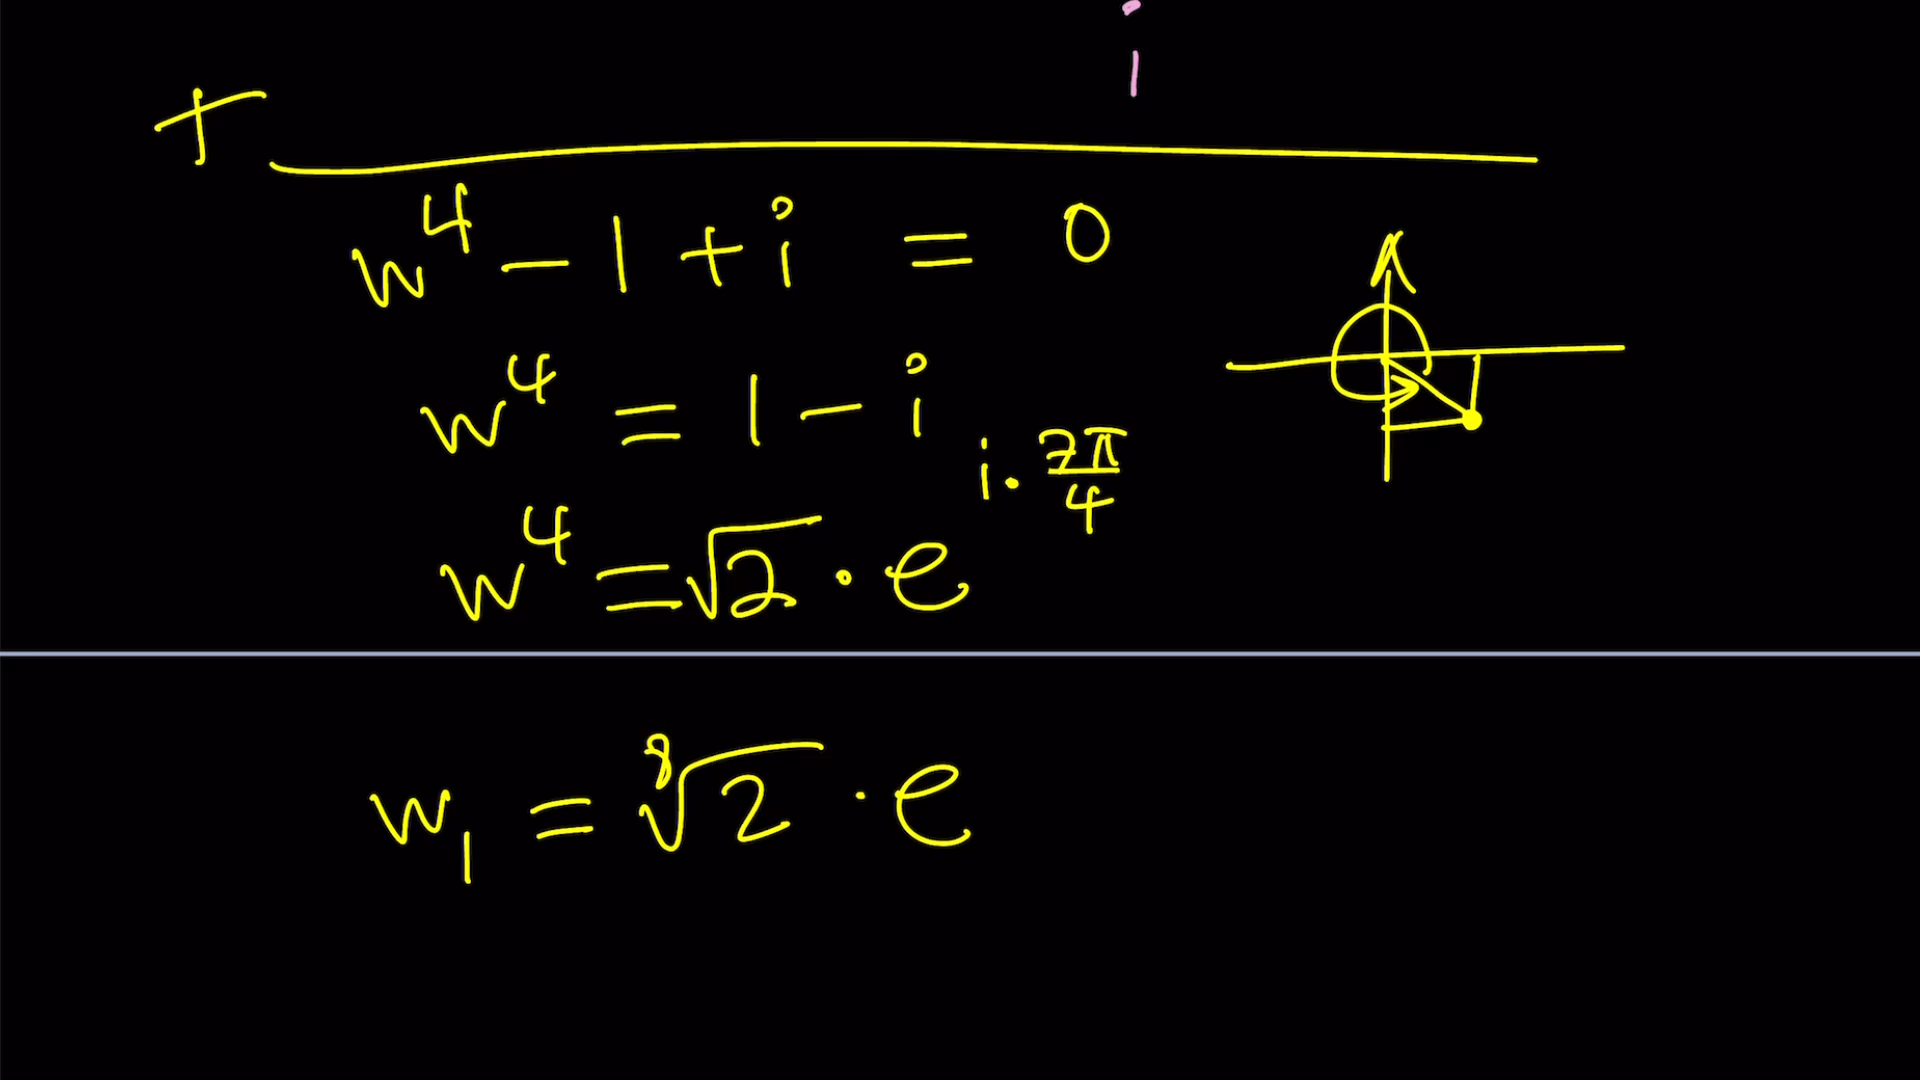 i
+
w⁴ - 1 + i = 0
w⁴ = 1 - i
w⁴ = √2 · e^(i · 7π/4)
w₁ = ⁸√2 · e